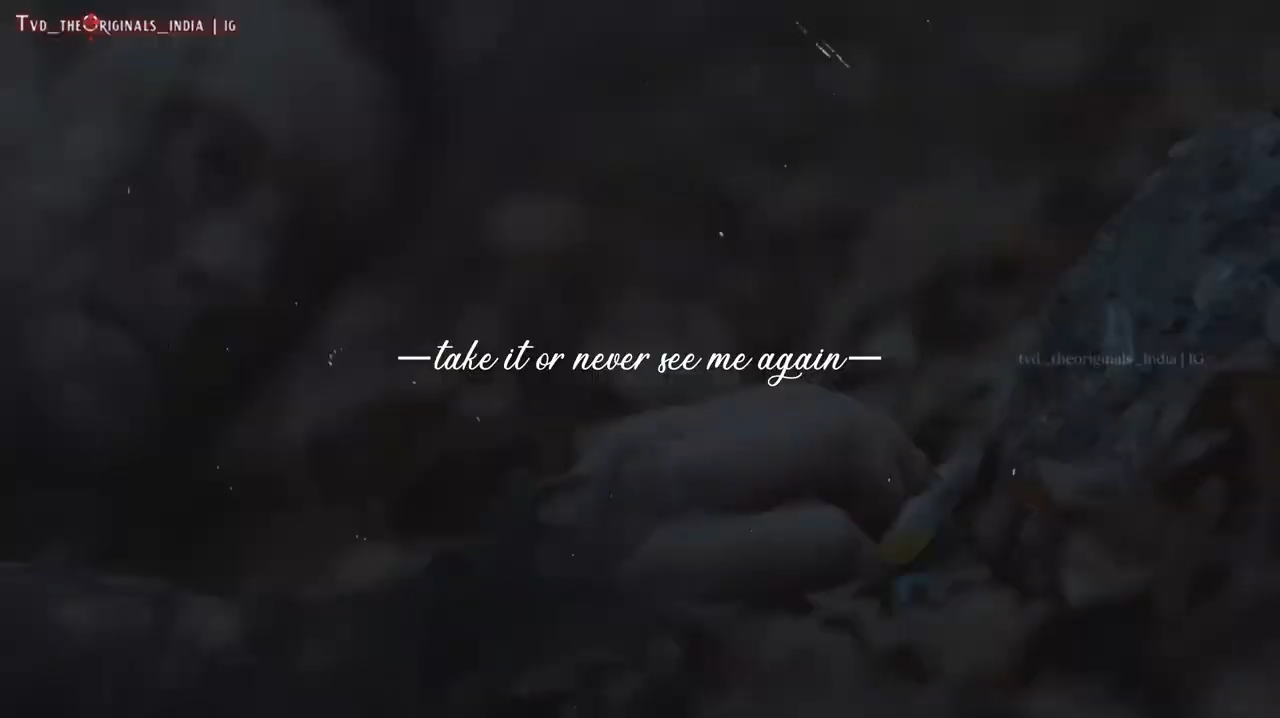 Tvd_theOriginals_india | ig
—take it or never see me again—
tvd_theoriginals_India | IG